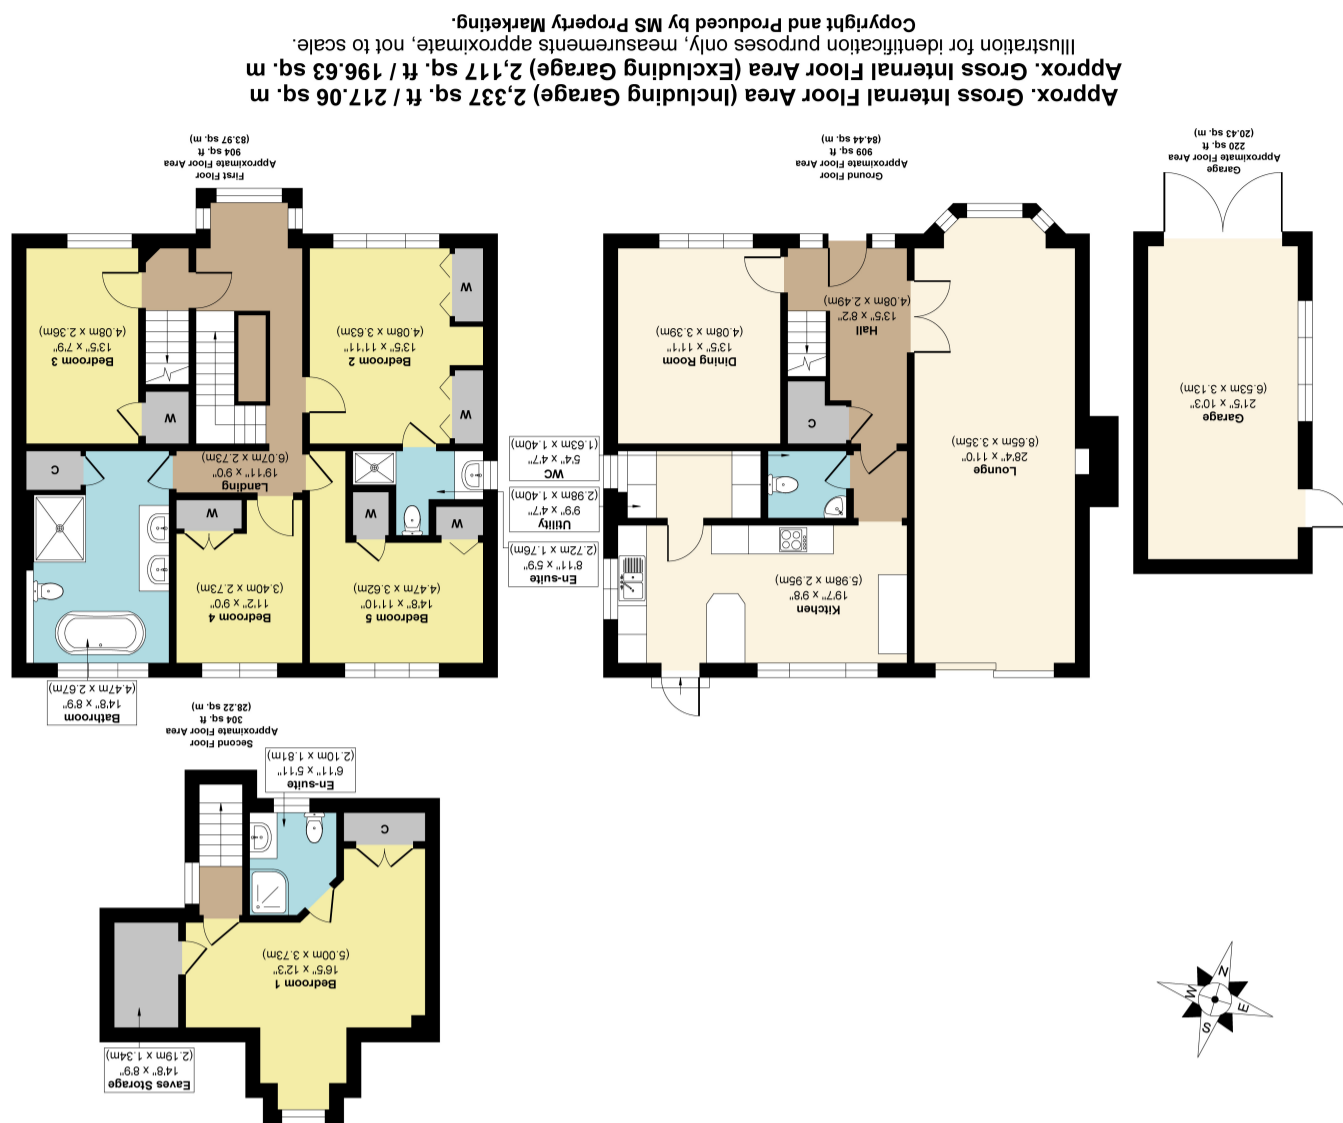 S
E
W
N
Eaves Storage
14'8" x 8'9"
(2.19m x 1.34m)
Bedroom 1
16'5" x 12'3"
(5.00m x 3.73m)
C
En-suite
6'11" x 5'11"
(2.10m x 1.81m)
Second Floor
Approximate Floor Area
304 sq. ft
(28.22 sq. m)
Garage
21'5" x 10'3"
(6.53m x 3.13m)
Garage
Approximate Floor Area
220 sq. ft
(20.43 sq. m)
Kitchen
19'7" x 9'8"
(5.98m x 2.95m)
Lounge
28'4" x 11'0"
(8.65m x 3.35m)
C
Dining Room
13'5" x 11'1"
(4.08m x 3.39m)
Hall
13'5" x 8'2"
(4.08m x 2.49m)
Ground Floor
Approximate Floor Area
909 sq. ft
(84.44 sq. m)
En-suite
8'11" x 5'9"
(2.72m x 1.76m)
Utility
9'9" x 4'7"
(2.98m x 1.40m)
WC
5'4" x 4'7"
(1.63m x 1.40m)
Bathroom
14'8" x 8'9"
(4.47m x 2.67m)
Bedroom 5
14'8" x 11'10"
(4.47m x 3.62m)
Bedroom 4
11'2" x 9'0"
(3.40m x 2.73m)
W
W
W
C
Landing
19'11" x 9'0"
(6.07m x 2.73m)
W
W
Bedroom 2
13'5" x 11'11"
(4.08m x 3.63m)
Bedroom 3
13'5" x 7'9"
(4.08m x 2.36m)
W
First Floor
Approximate Floor Area
904 sq. ft
(83.97 sq. m)
Approx. Gross Internal Floor Area (Including Garage) 2,337 sq. ft / 217.06 sq. m
Approx. Gross Internal Floor Area (Excluding Garage) 2,117 sq. ft / 196.63 sq. m
Illustration for identification purposes only, measurements approximate, not to scale.
Copyright and Produced by MS Property Marketing.